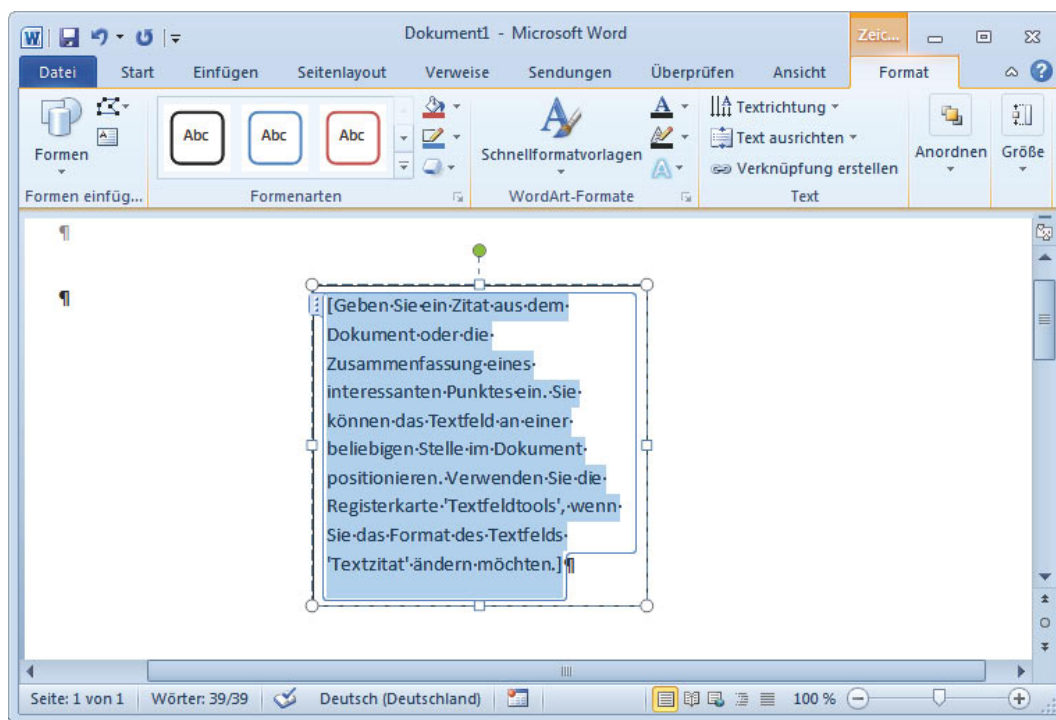 Dokument1 - Microsoft Word
Zeic...
Datei Start Einfügen Seitenlayout Verweise Sendungen Überprüfen Ansicht Format
Abc Abc Abc
Formen
Schnellformatvorlagen
Textrichtung
Text ausrichten
Verknüpfung erstellen
Anordnen
Größe
Formen einfüg... Formenarten WordArt-Formate Text
[Geben Sie ein Zitat aus dem
Dokument oder die
Zusammenfassung eines
interessanten Punktes ein. Sie
können das Textfeld an einer
beliebigen Stelle im Dokument
positionieren. Verwenden Sie die
Registerkarte 'Textfeldtools', wenn
Sie das Format des Textfelds
'Textzitat' ändern möchten.]¶
Seite: 1 von 1 Wörter: 39/39 Deutsch (Deutschland) 100 %